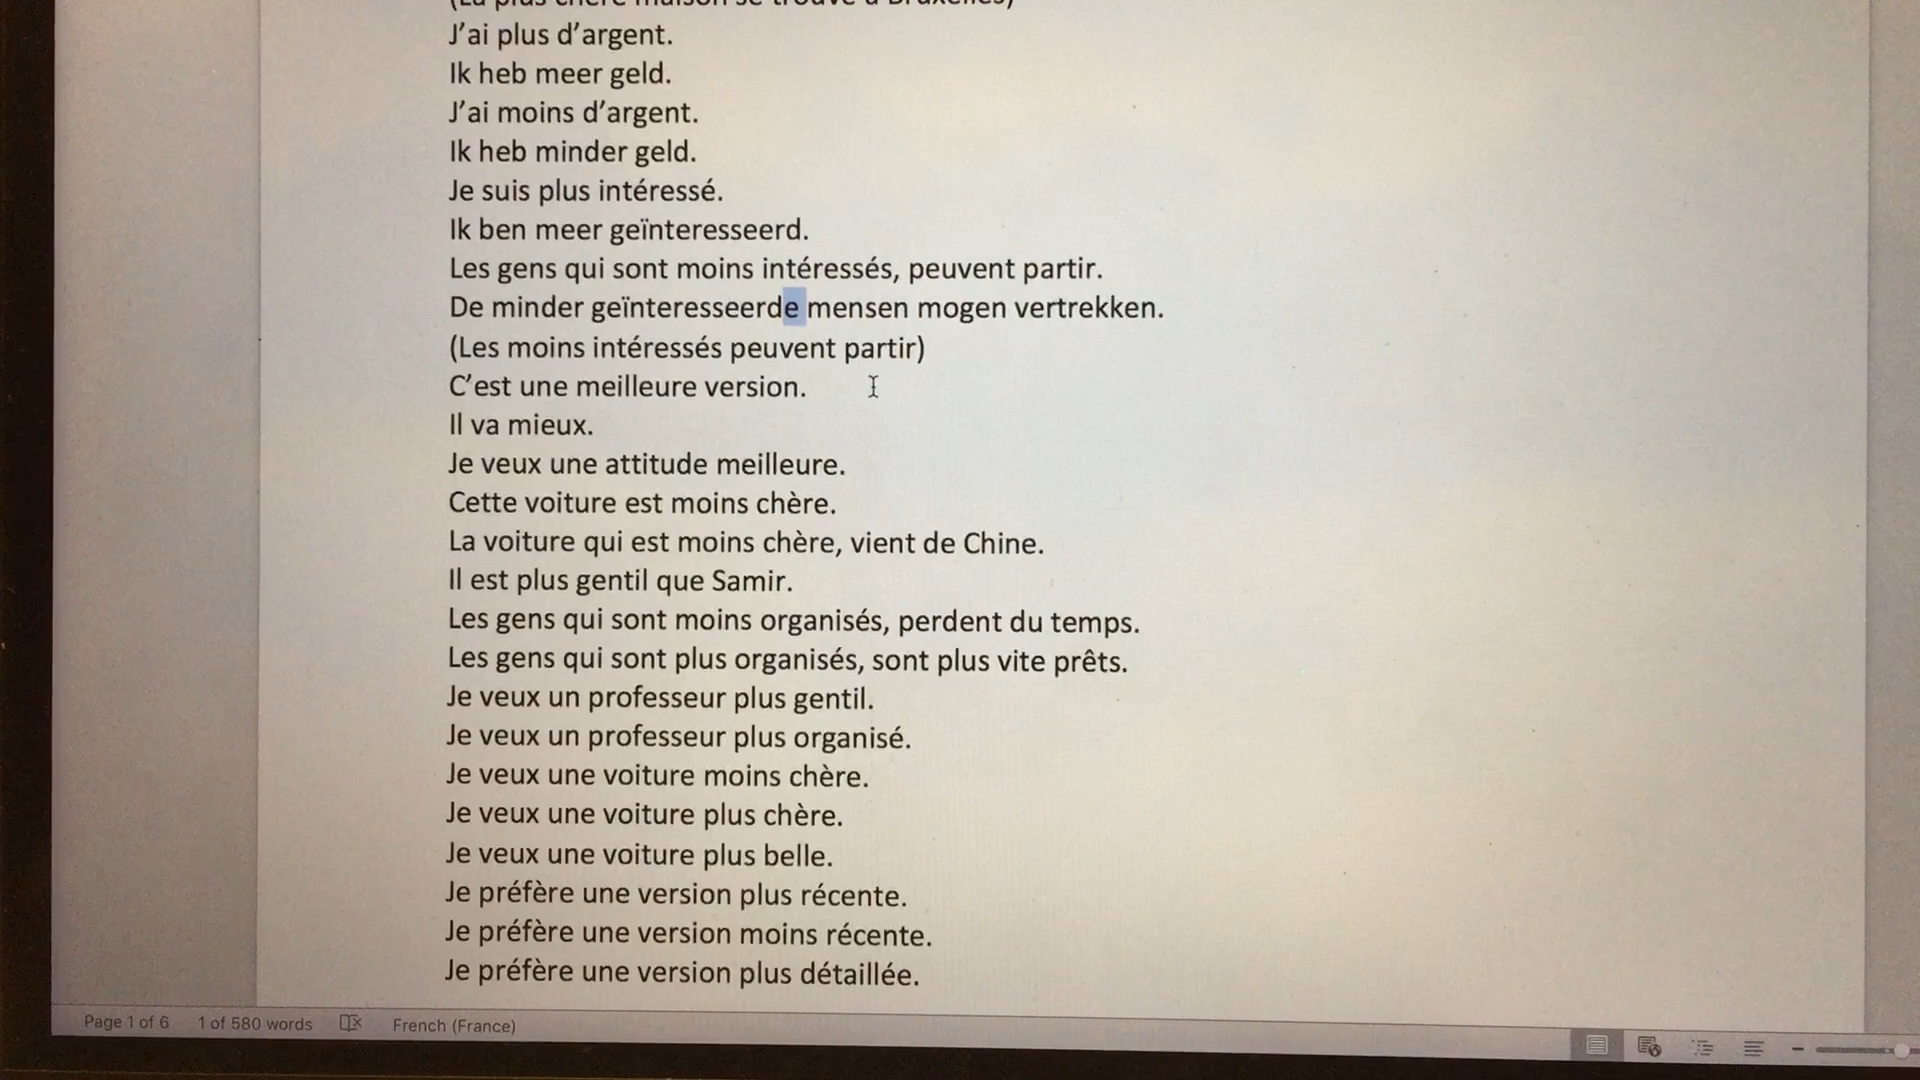 (La plus chère maison se trouve à Bruxelles)
J'ai plus d'argent.
Ik heb meer geld.
J'ai moins d'argent.
Ik heb minder geld.
Je suis plus intéressé.
Ik ben meer geïnteresseerd.
Les gens qui sont moins intéressés, peuvent partir.
De minder geïnteresseerde mensen mogen vertrekken.
(Les moins intéressés peuvent partir)
C'est une meilleure version.
Il va mieux.
Je veux une attitude meilleure.
Cette voiture est moins chère.
La voiture qui est moins chère, vient de Chine.
Il est plus gentil que Samir.
Les gens qui sont moins organisés, perdent du temps.
Les gens qui sont plus organisés, sont plus vite prêts.
Je veux un professeur plus gentil.
Je veux un professeur plus organisé.
Je veux une voiture moins chère.
Je veux une voiture plus chère.
Je veux une voiture plus belle.
Je préfère une version plus récente.
Je préfère une version moins récente.
Je préfère une version plus détaillée.
Page 1 of 6 1 of 580 words French (France)